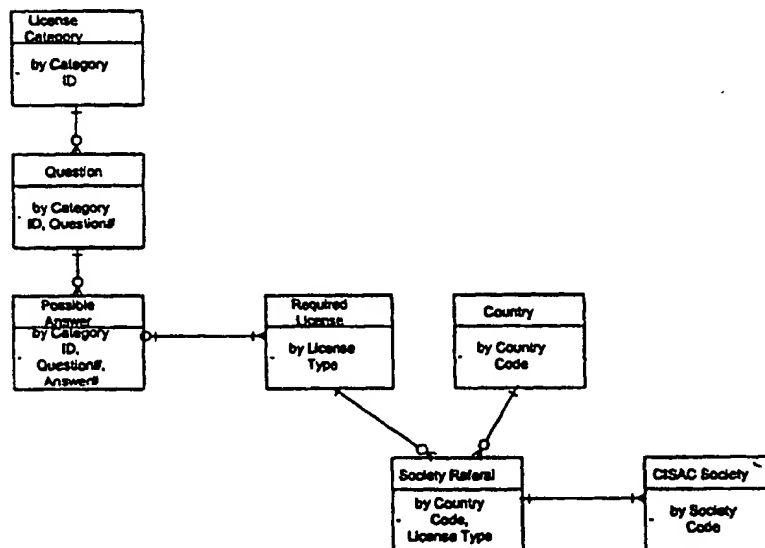 License
Category
by Category
ID
Question
by Category
ID, Question#
Possible
Answer
by Category
ID,
Question#,
Answer#
Required
License
by License
Type
Country
by Country
Code
Society Referal
by Country
Code,
License Type
CISAC Society
by Society
Code